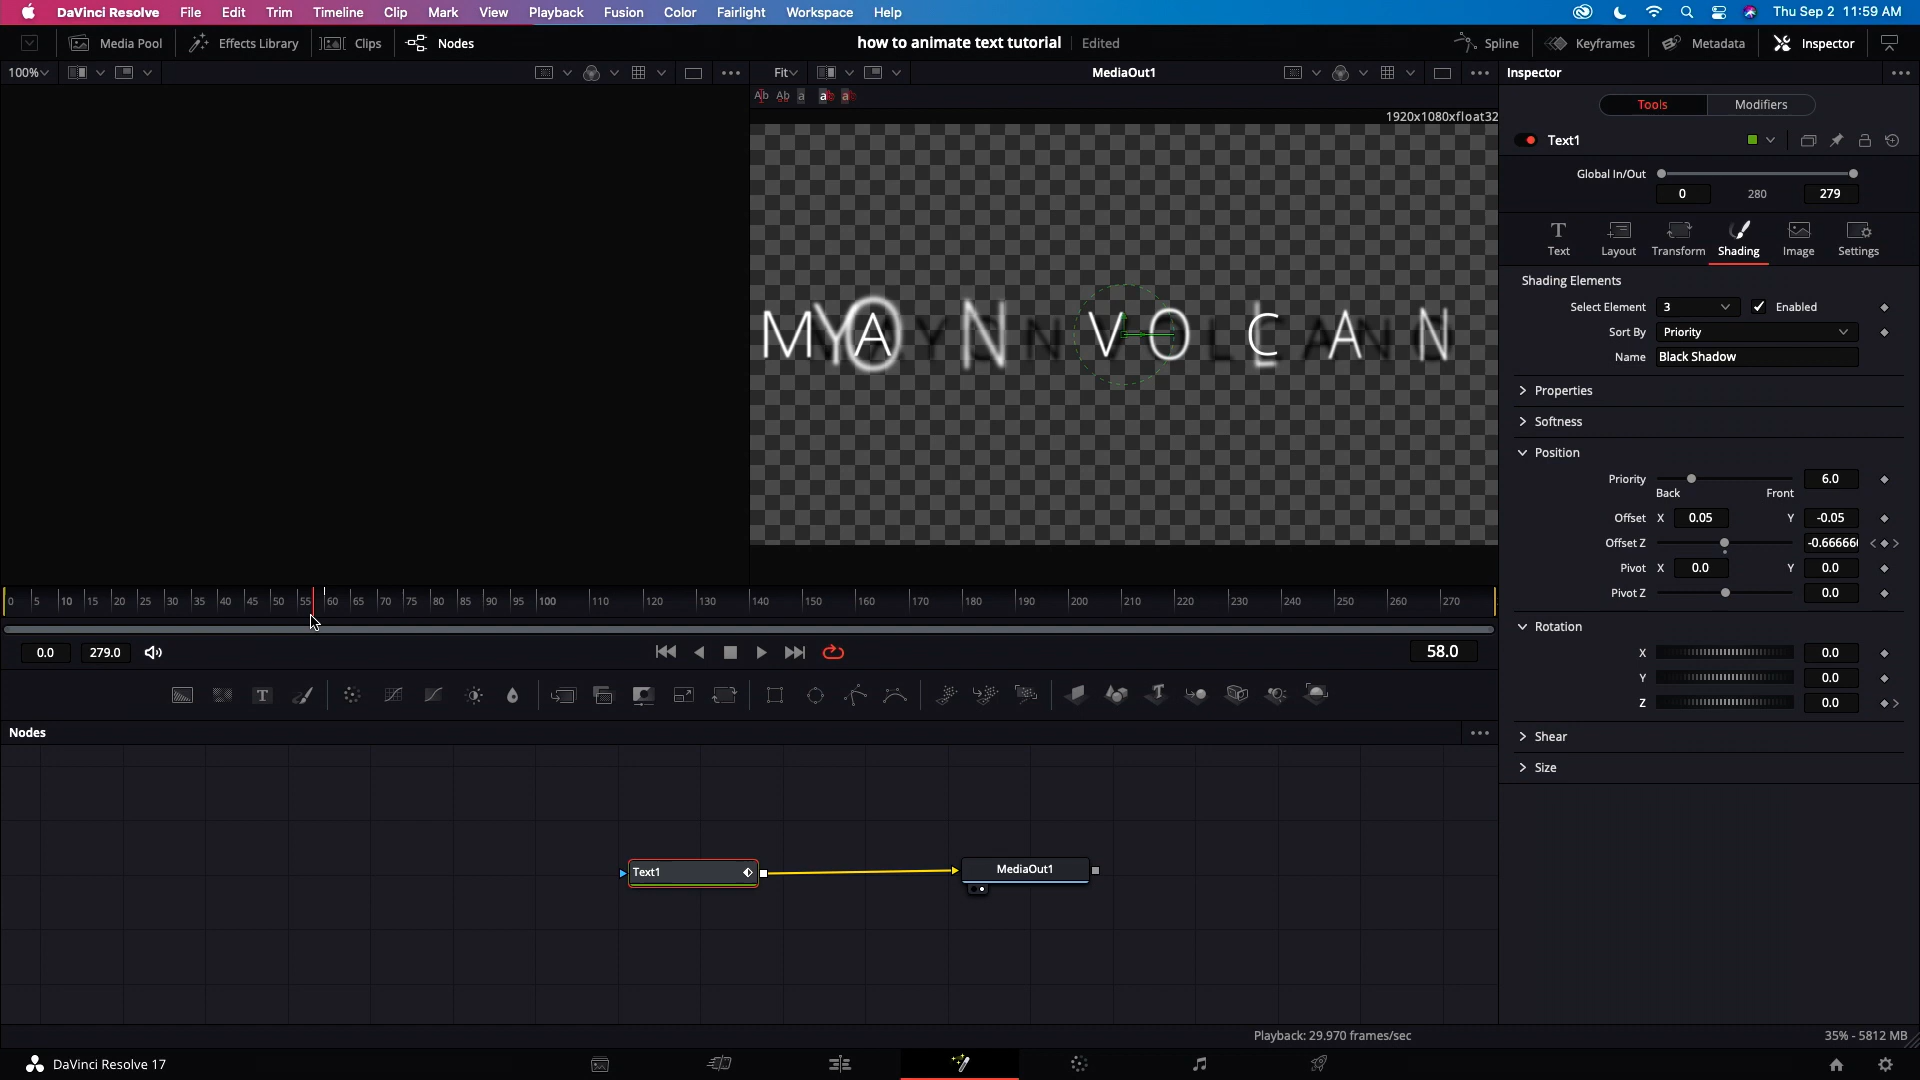 DaVinci Resolve File Edit Trim Timeline Clip Mark View Playback Fusion Color Fairlight Workspace Help Thu Sep 2 11:59 AM
Media Pool Effects Library Clips Nodes how to animate text tutorial Edited Spline Keyframes Metadata Inspector
100% Fit MediaOut1 Inspector
Tools Modifiers
1920x1080xfloat32
Text1
Global In/Out
0 280 279
Text Layout Transform Shading Image Settings
Shading Elements
Select Element 3 Enabled
Sort By Priority
Name Black Shadow
Properties
Softness
Position
Priority 6.0
Back Front
Offset X 0.05 Y -0.05
Offset Z -0.66666
Pivot X 0.0 Y 0.0
Pivot Z 0.0
Rotation
X 0.0
Y 0.0
Z 0.0
Shear
Size
0 5 10 15 20 25 30 35 40 45 50 55 60 65 70 75 80 85 90 95 100 110 120 130 140 150 160 170 180 190 200 210 220 230 240 250 260 270
0.0 279.0 58.0
Nodes
Text1 MediaOut1
Playback: 29.970 frames/sec 35% - 5812 MB
DaVinci Resolve 17